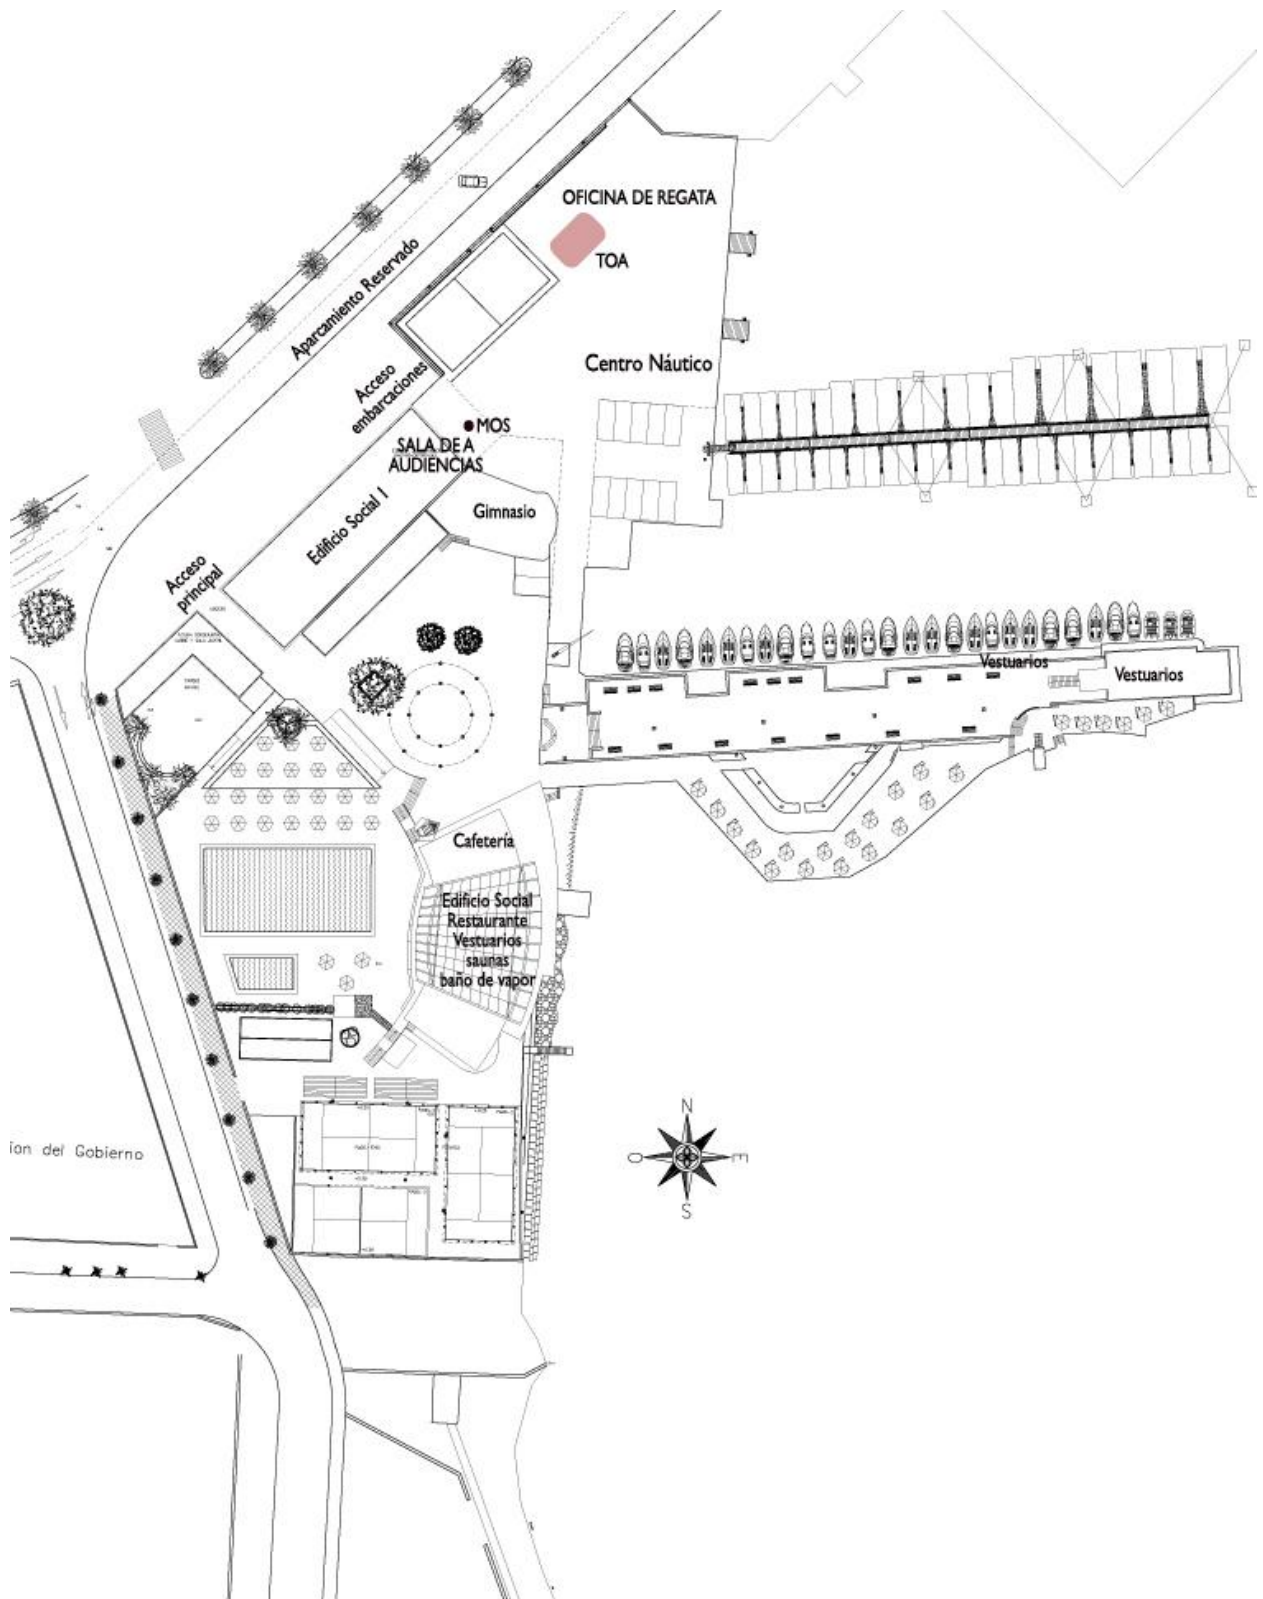 OFICINA DE REGATA
TOA
Aparcamiento Reservado
Centro Náutico
Acceso
embarcaciones
MOS
SALA DE A
AUDIENCIAS
Edificio Social 1
Gimnasio
Acceso
principal
Vestuarios
Vestuarios
Cafetería
Edificio Social
Restaurante
Vestuarios
saunas
baño de vapor
ion del Gobierno
N
O
E
S